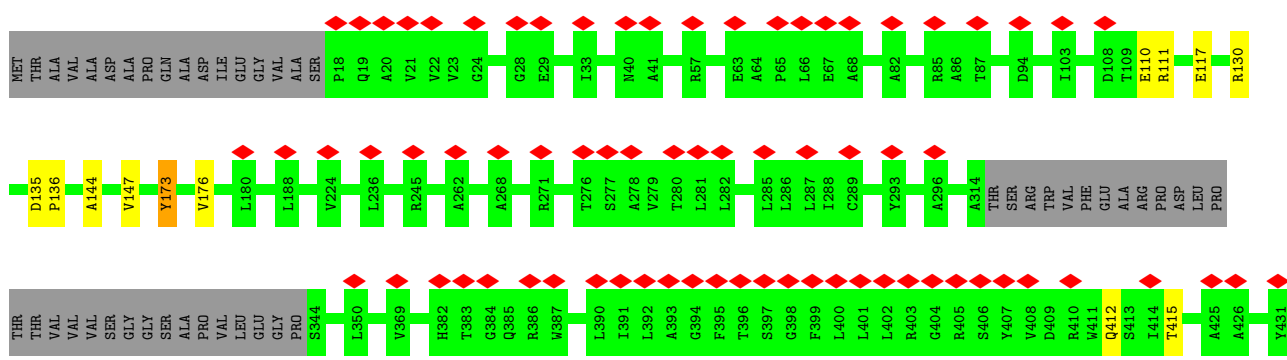 MET THR ALA VAL ALA ASP ALA PRO GLN ALA ASP ILE GLU GLY VAL ALA SER P18 Q19 A20 V21 V22 V23 G24 G28 E29 I33 N40 A41 R57 E63 A64 P65 L66 E67 A68 A82 R85 A86 T87 D94 I103 D108 T109 E110 R111 E117 R130
D135 P136 A144 V147 Y173 V176 L180 L188 V224 L236 R245 A262 A268 R271 T276 S277 A278 V279 T280 L281 L282 L285 L286 L287 I288 C289 Y293 A296 A314 THR SER ARG TRP VAL PHE GLU ALA ARG PRO ASP LEU PRO
THR THR VAL VAL VAL SER GLY GLY SER ALA PRO VAL LEU GLU GLY PRO S344 L350 V369 H382 T383 G384 Q385 R386 W387 L390 I391 L392 A393 G394 F395 T396 S397 G398 F399 L400 L401 L402 R403 G404 R405 S406 Y407 V408 D409 R410 W411 Q412 S413 I414 T415 A425 A426 Y431